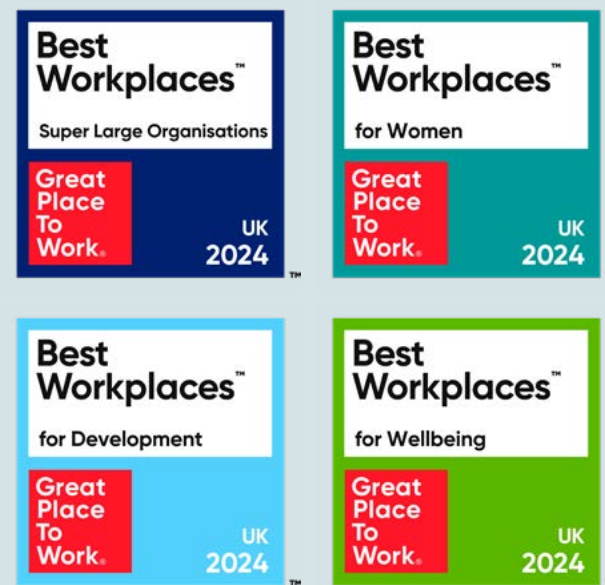 Best
Workplaces™
Super Large Organisations
Great
Place
To
Work®
UK
2024
™
Best
Workplaces™
for Women
Great
Place
To
Work®
UK
2024
Best
Workplaces™
for Development
Great
Place
To
Work®
UK
2024
™
Best
Workplaces™
for Wellbeing
Great
Place
To
Work®
UK
2024